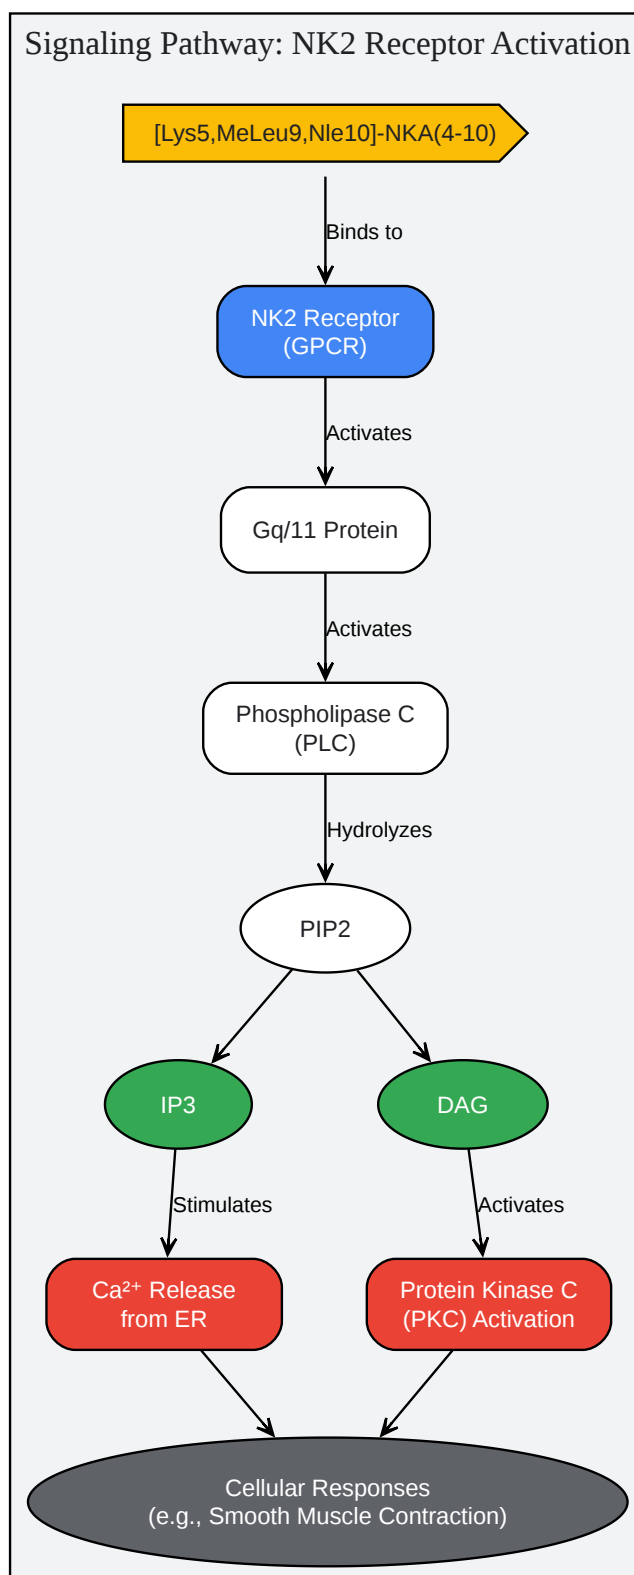 Signaling Pathway: NK2 Receptor Activation
[Lys5,MeLeu9,Nle10]-NKA(4-10)
Binds to
NK2 Receptor
(GPCR)
Activates
Gq/11 Protein
Activates
Phospholipase C
(PLC)
Hydrolyzes
PIP2
IP3
DAG
Stimulates
Activates
Ca²⁺ Release
from ER
Protein Kinase C
(PKC) Activation
Cellular Responses
(e.g., Smooth Muscle Contraction)